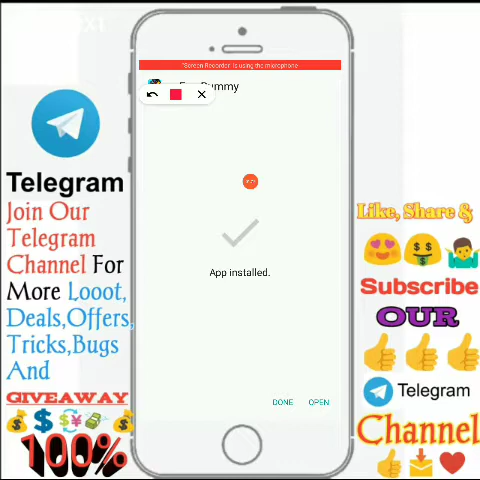 "Screen Recorder" is using the microphone
ummy
App installed.
DONE OPEN
Telegram
Join Our
Telegram
Channel For
More Looot,
Deals,Offers,
Tricks,Bugs
And
GIVEAWAY
100%
Like, Share &
Subscribe
OUR
Telegram
Channel